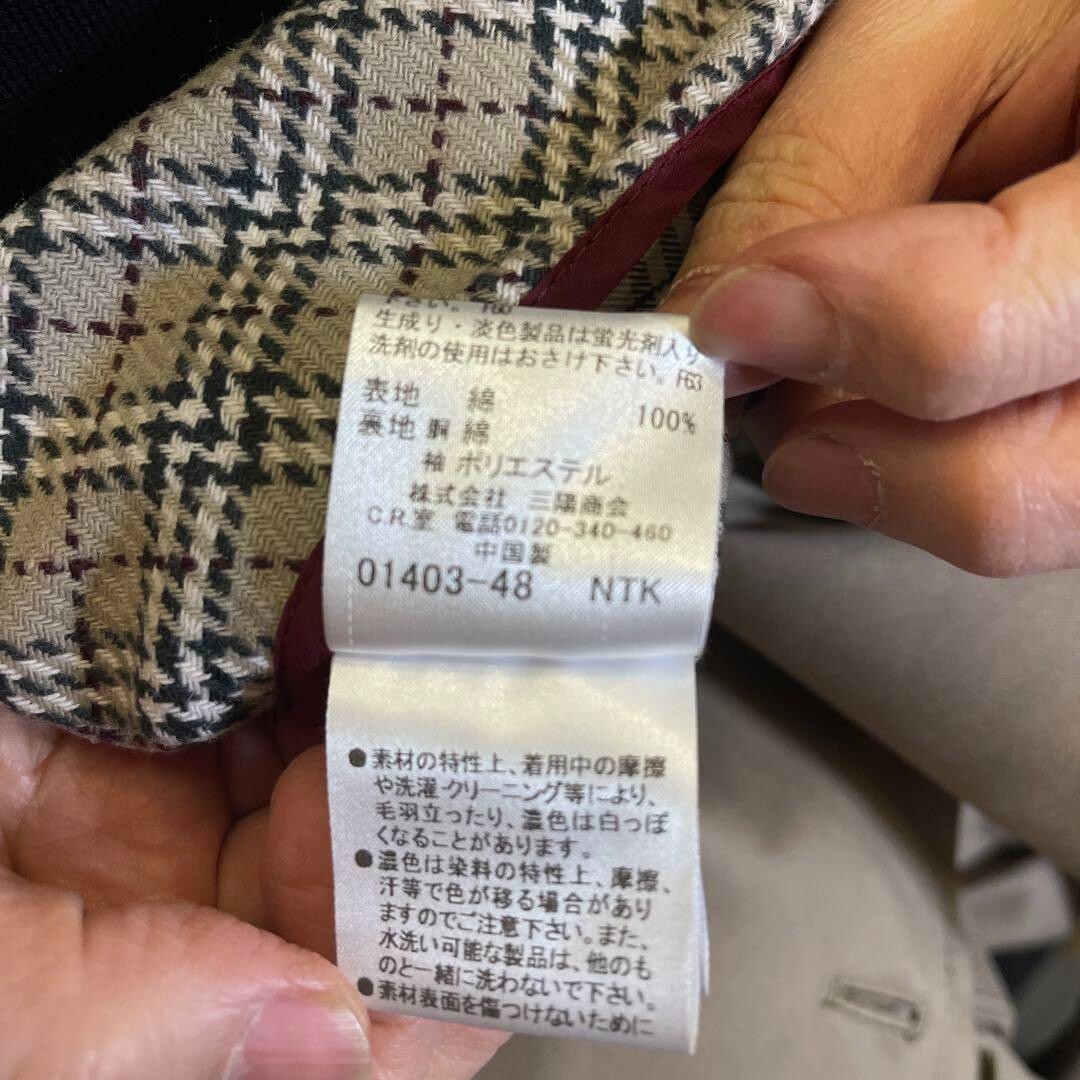 下さい。F60
生成り・淡色製品は蛍光剤入り
洗剤の使用はおさけ下さい。F63
表地 綿 100%
裏地 胴 綿
袖 ポリエステル
株式会社 三陽商会
C.R.室 電話0120-340-460
中国製
01403-48 NTK
●素材の特性上、着用中の摩擦
や洗濯・クリーニング等により、
毛羽立ったり、濃色は白っぽ
くなることがあります。
●濃色は染料の特性上、摩擦、
汗等で色が移る場合があり
ますのでご注意下さい。また、
水洗い可能な製品は、他のも
のと一緒に洗わないで下さい。
●素材表面を傷つけないために